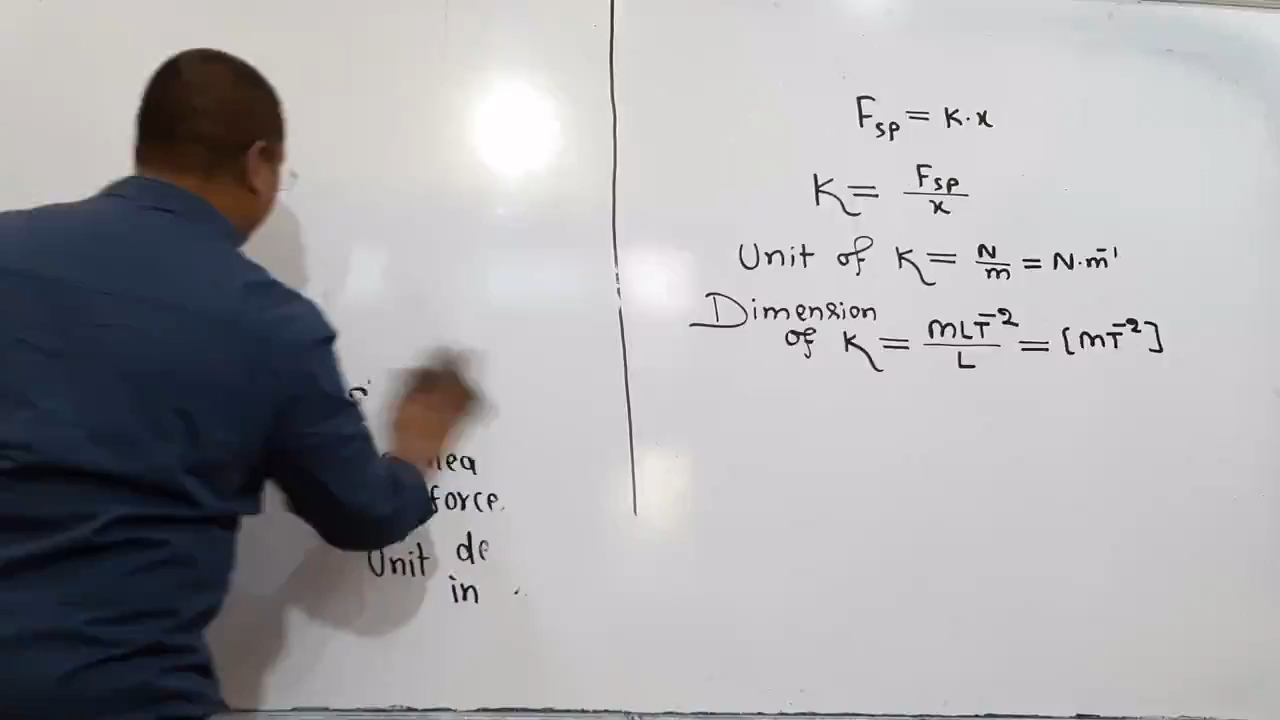 force.
Unit de
in
F_sp = K·x
K = F_sp/x
Unit of K = N/m = N·m⁻¹
Dimension
of K = MLT⁻²/L = [MT⁻²]